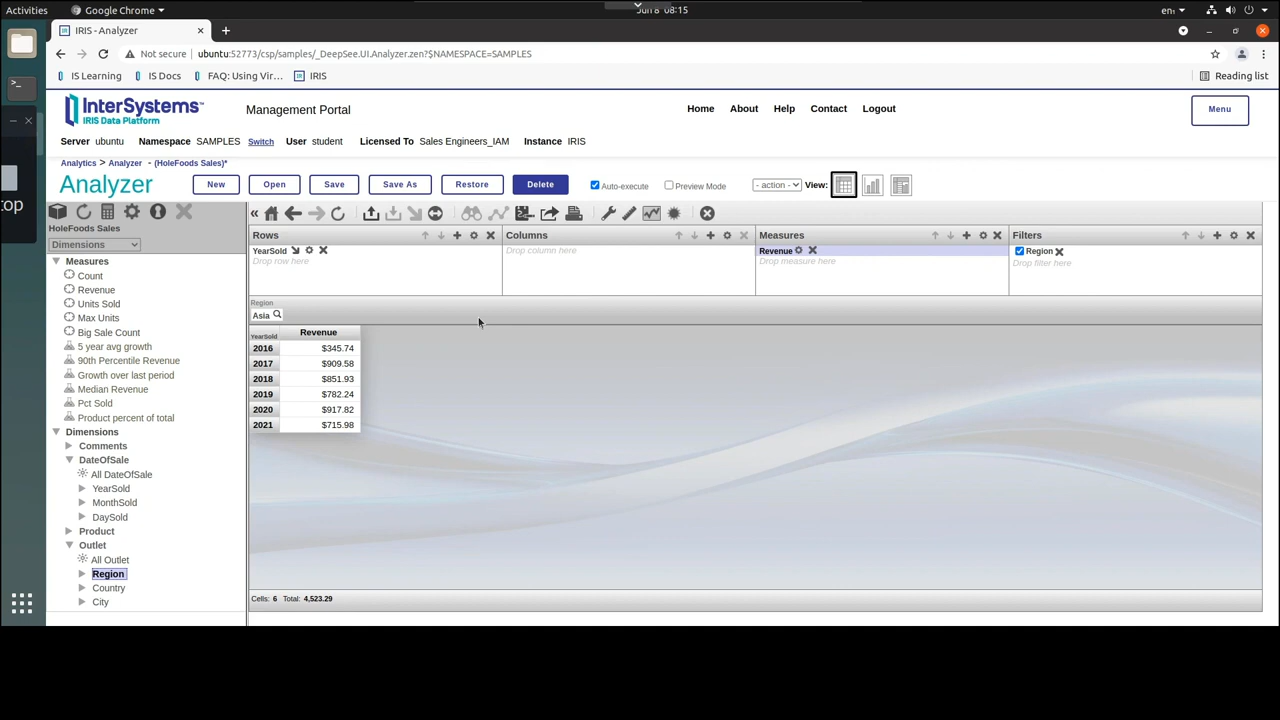 Activities Google Chrome Jun 8 08:15 en
IRIS - Analyzer
Not secure ubuntu:52773/csp/samples/_DeepSee.UI.Analyzer.zen?$NAMESPACE=SAMPLES
IS Learning IS Docs FAQ: Using Vir... IRIS Reading list
InterSystems
IRIS Data Platform
Management Portal
Home About Help Contact Logout Menu
Server ubuntu Namespace SAMPLES Switch User student Licensed To Sales Engineers_IAM Instance IRIS
Analytics > Analyzer - (HoleFoods Sales)*
Analyzer New Open Save Save As Restore Delete Auto-execute Preview Mode - action - View:
HoleFoods Sales
Dimensions
Measures
Count
Revenue
Units Sold
Max Units
Big Sale Count
5 year avg growth
90th Percentile Revenue
Growth over last period
Median Revenue
Pct Sold
Product percent of total
Dimensions
Comments
DateOfSale
All DateOfSale
YearSold
MonthSold
DaySold
Product
Outlet
All Outlet
Region
Country
City
Rows Columns Measures Filters
YearSold Drop column here Revenue Region
Drop row here Drop measure here Drop filter here
Region
Asia
YearSold Revenue
2016 $345.74
2017 $909.58
2018 $851.93
2019 $782.24
2020 $917.82
2021 $715.98
Cells: 6 Total: 4,523.29
top